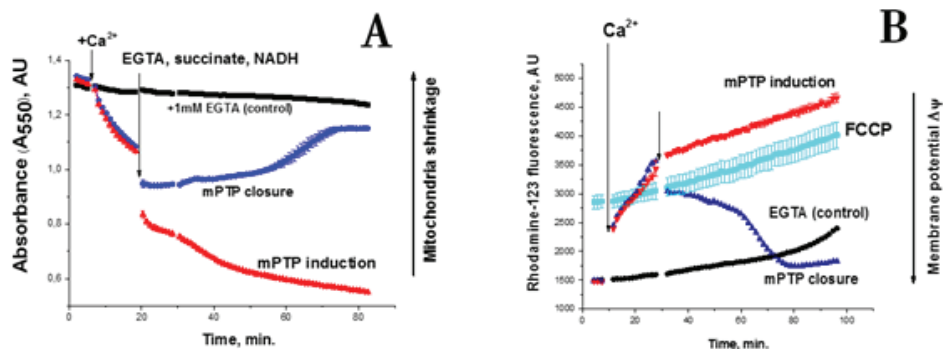 A
+Ca²⁺
EGTA, succinate, NADH
Absorbance (A550), AU
1,4
1,2
1,0
0,8
0,6
+1mM EGTA (control)
mPTP closure
mPTP induction
Mitochondria shrinkage
0
20
40
60
80
Time, min.
B
Ca²⁺
Rhodamine-123 fluorescence, AU
5000
4500
4000
3500
3000
2500
2000
1500
1000
mPTP induction
FCCP
EGTA (control)
mPTP closure
Membrane potential Δψ
0
20
40
60
80
100
Time, min.